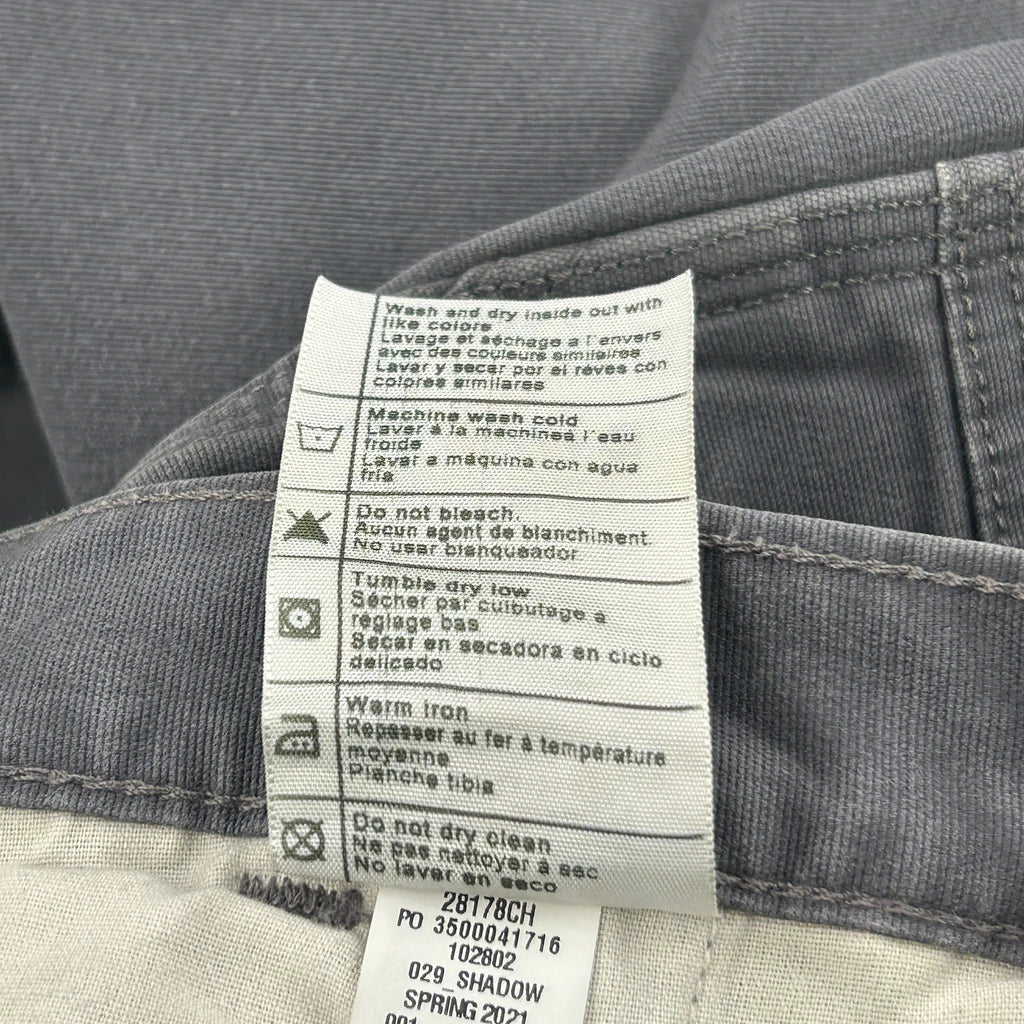 Wash and dry inside out with
like colors
Lavage et séchage a l'envers
avec des couleurs similaires
Lavar y secar por el reves con
colores similares
Machine wash cold
Laver à la machineà l'eau
froide
Lavar a máquina con agua
fria
Do not bleach
Aucun agent de blanchiment
No usar blanqueador
Tumble dry low
Sécher par culbutage a
réglage bas
Secar en secadora en ciclo
delicado
Warm iron
Repasser au fer à température
moyenne
Plancha tibia
Do not dry clean
Ne pas nettoyer à sec
No laver en seco
28178CH
PO 3500041716
102802
029_SHADOW
SPRING 2021
001